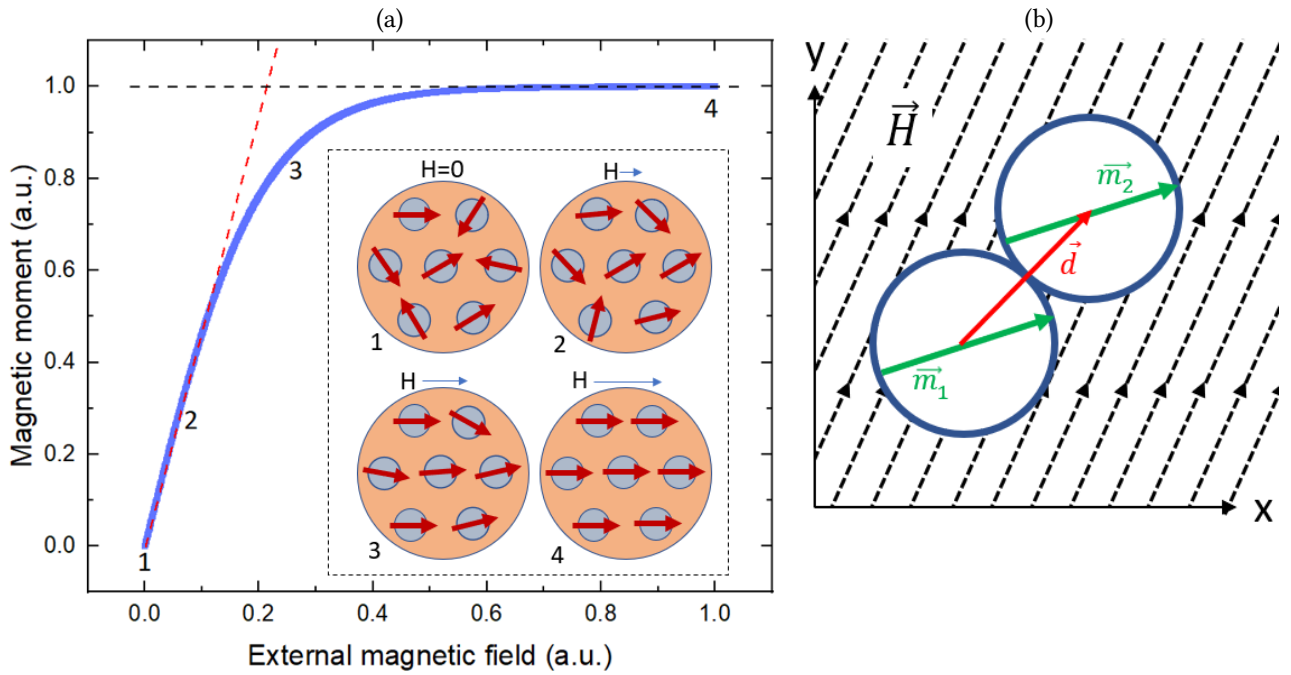 (a)
(b)
Magnetic moment (a.u.)
1.0
0.8
0.6
0.4
0.2
0.0
0.0
0.2
0.4
0.6
0.8
1.0
External magnetic field (a.u.)
1
2
3
4
H=0
H
1
2
H
H
3
4
y
H
m₂
d
m₁
x